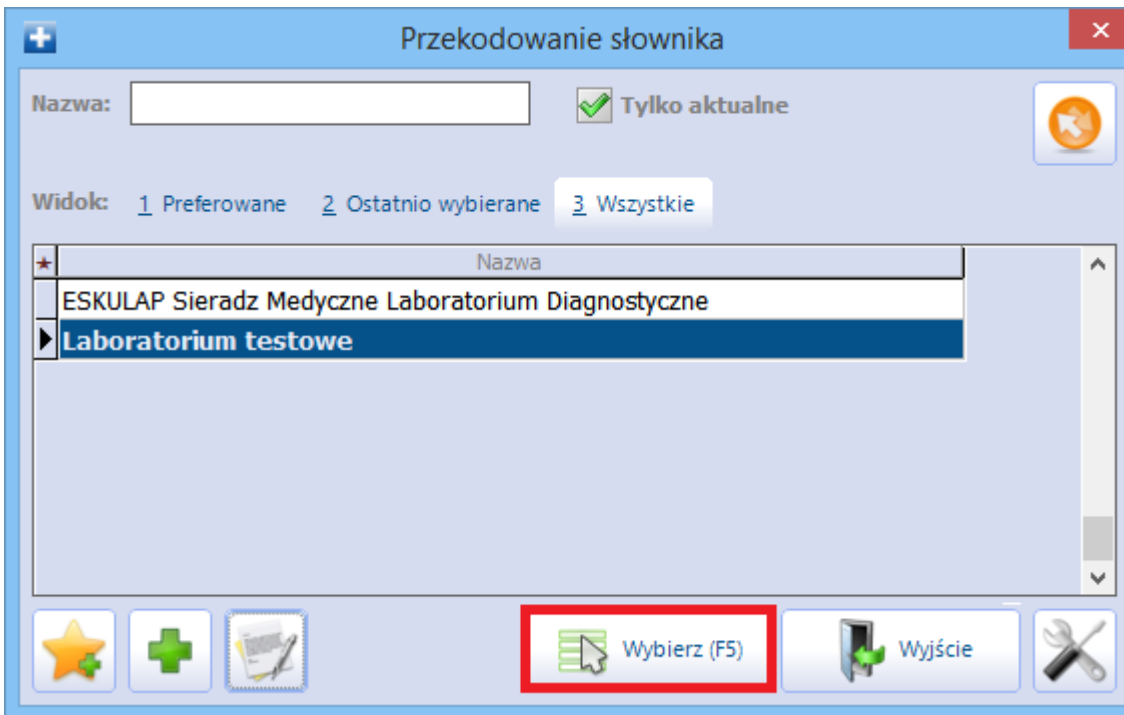 Przekodowanie słownika
Nazwa:
Tylko aktualne
Widok: 1 Preferowane 2 Ostatnio wybierane 3 Wszystkie
Nazwa
ESKULAP Sieradz Medyczne Laboratorium Diagnostyczne
Laboratorium testowe
Wybierz (F5) Wyjście